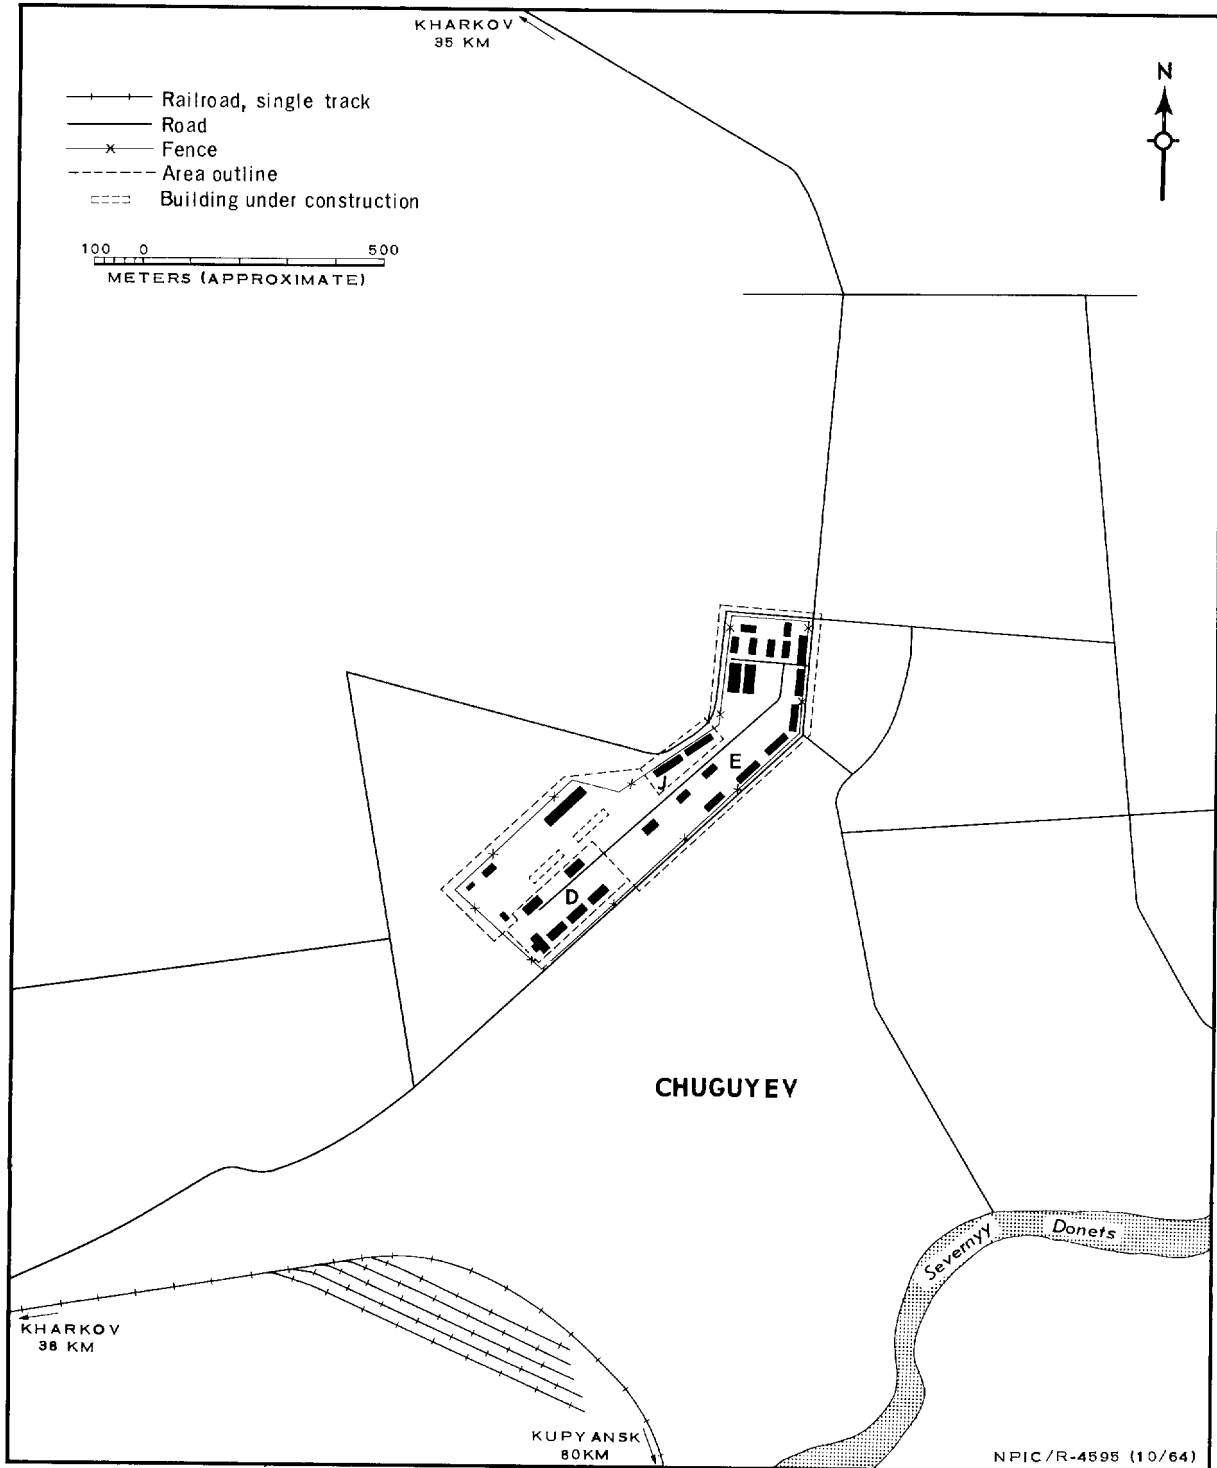 KHARKOV
35 KM
N
Railroad, single track
Road
Fence
Area outline
Building under construction
100 0 500
METERS (APPROXIMATE)
E
J
D
CHUGUYEV
Severnyy Donets
KHARKOV
38 KM
KUPYANSK
80KM
NPIC/R-4595 (10/64)